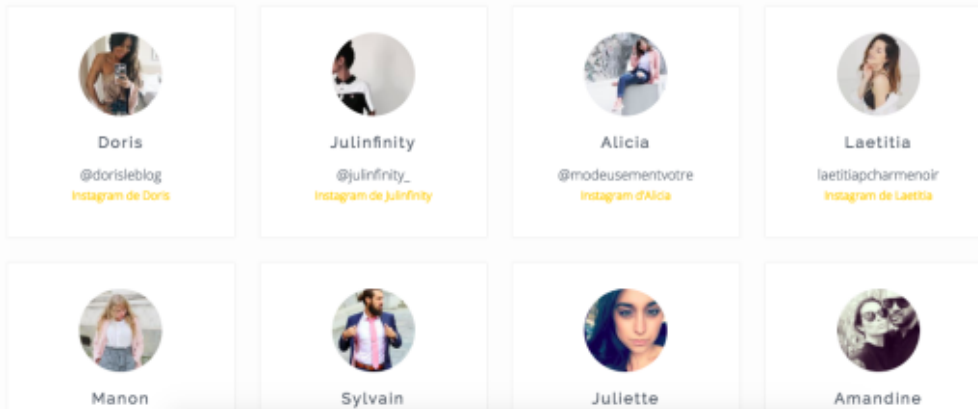 Doris
@dorisleblog
Instagram de Doris
Julinfinity
@julinfinity_
Instagram de Julinfinity
Alicia
@modeusementvotre
Instagram d'Alicia
Laetitia
laetitiapcharmenoir
Instagram de Laetitia
Manon
Sylvain
Juliette
Amandine